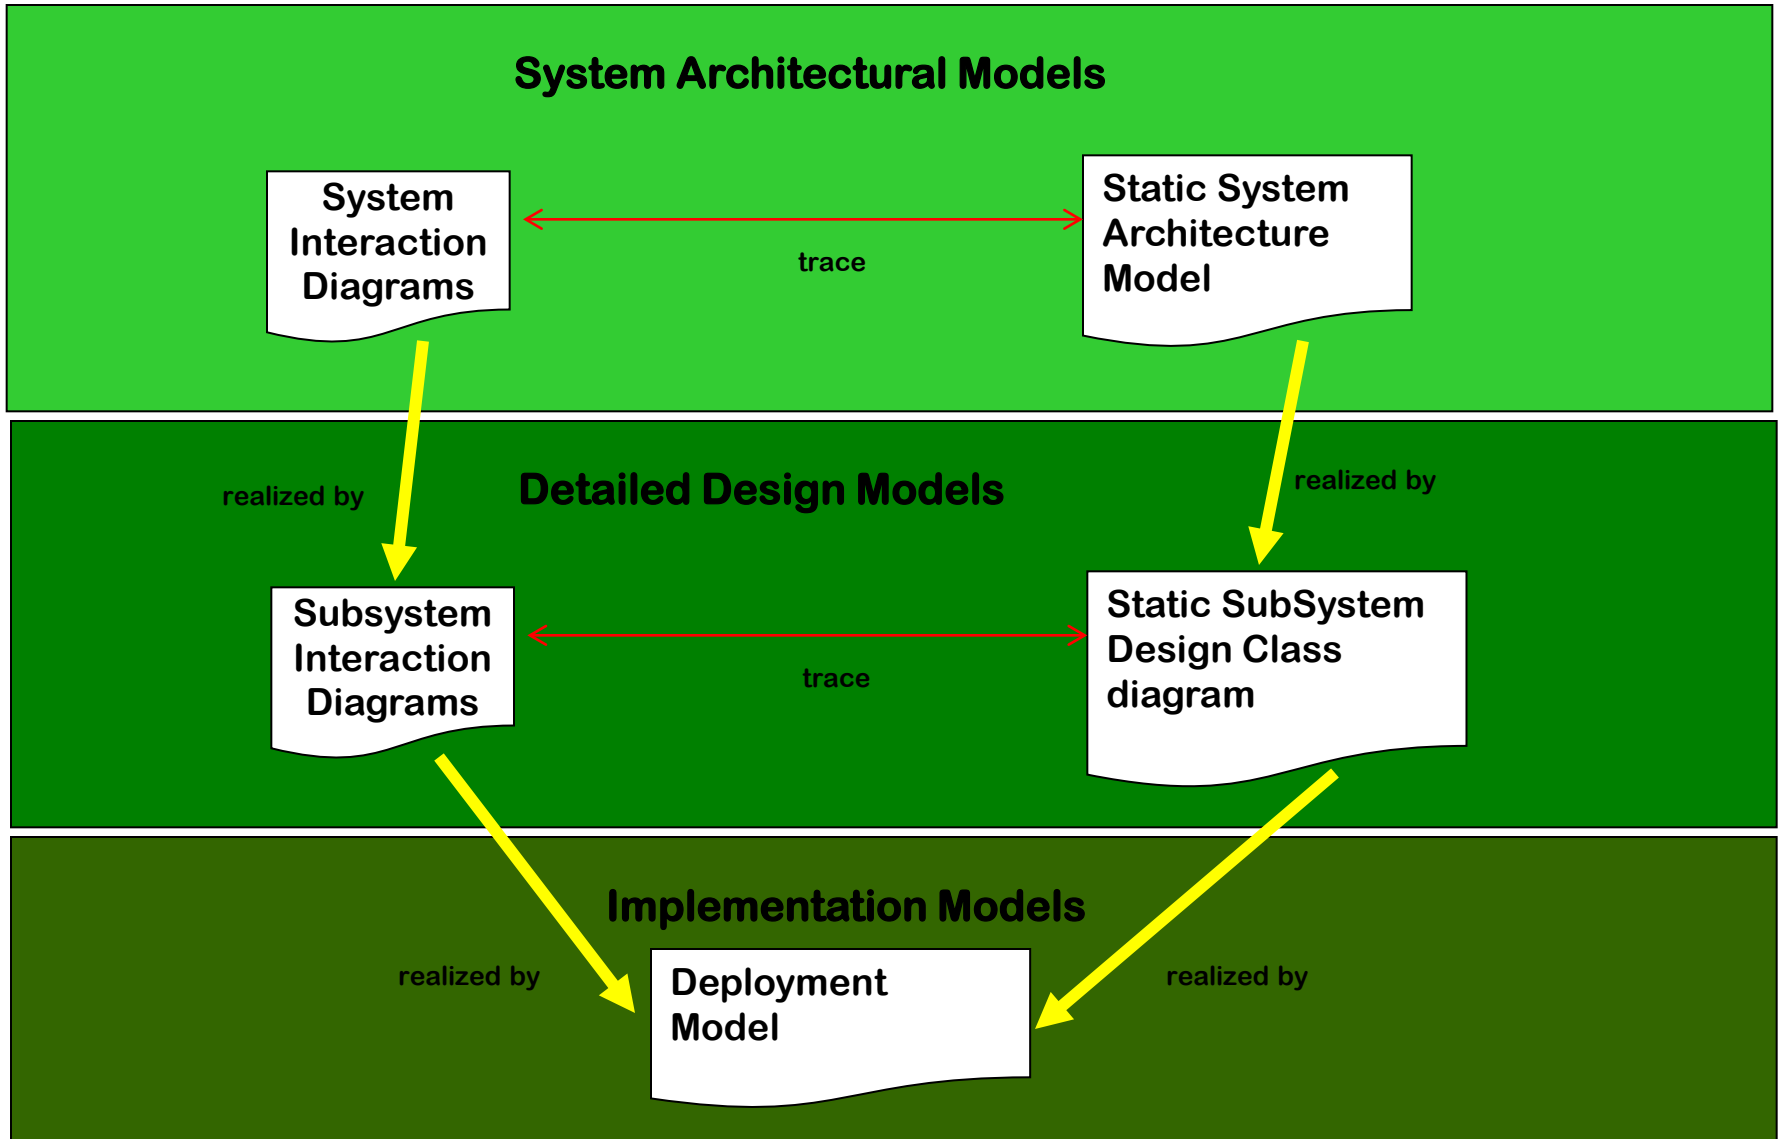 System Architectural Models
System
Interaction
Diagrams
trace
Static System
Architecture
Model
realized by
Detailed Design Models
realized by
Subsystem
Interaction
Diagrams
trace
Static SubSystem
Design Class
diagram
Implementation Models
realized by
Deployment
Model
realized by